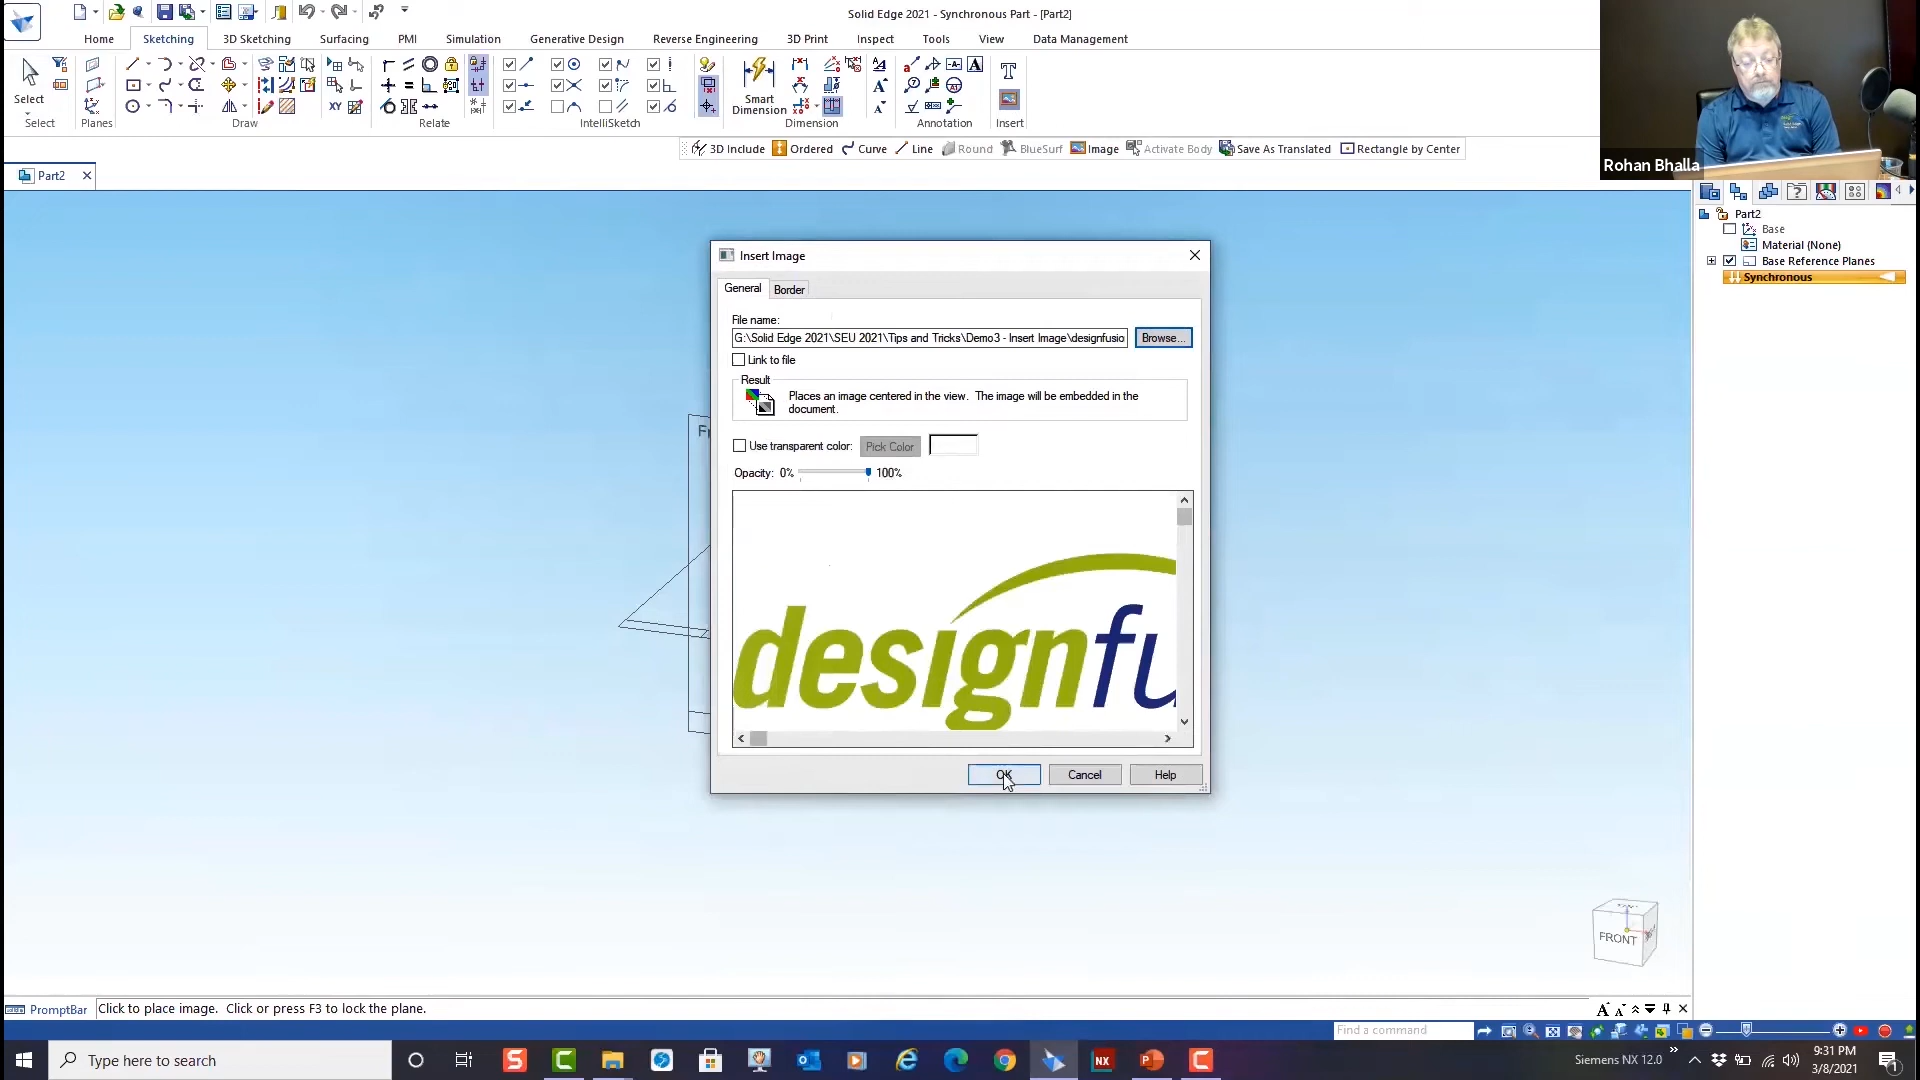 Solid Edge 2021 - Synchronous Part - [Part2]
Home Sketching 3D Sketching Surfacing PMI Simulation Generative Design Reverse Engineering 3D Print Inspect Tools View Data Management
Select
Smart
Dimension
Select Planes Draw Relate IntelliSketch Dimension Annotation Insert
3D Include Ordered Curve Line Round BlueSurf Image Activate Body Save As Translated Rectangle by Center
Rohan Bhalla
Part2
Part2
Base
Material (None)
Base Reference Planes
Synchronous
Insert Image
General Border
File name:
G:\Solid Edge 2021\SEU 2021\Tips and Tricks\Demo3 - Insert Image\designfusio
Browse...
Link to file
Result
Places an image centered in the view. The image will be embedded in the
document.
Use transparent color: Pick Color
Opacity: 0% 100%
designfu
OK Cancel Help
FRONT
PromptBar Click to place image. Click or press F3 to lock the plane.
Find a command
Type here to search
Siemens NX 12.0
9:31 PM
3/8/2021